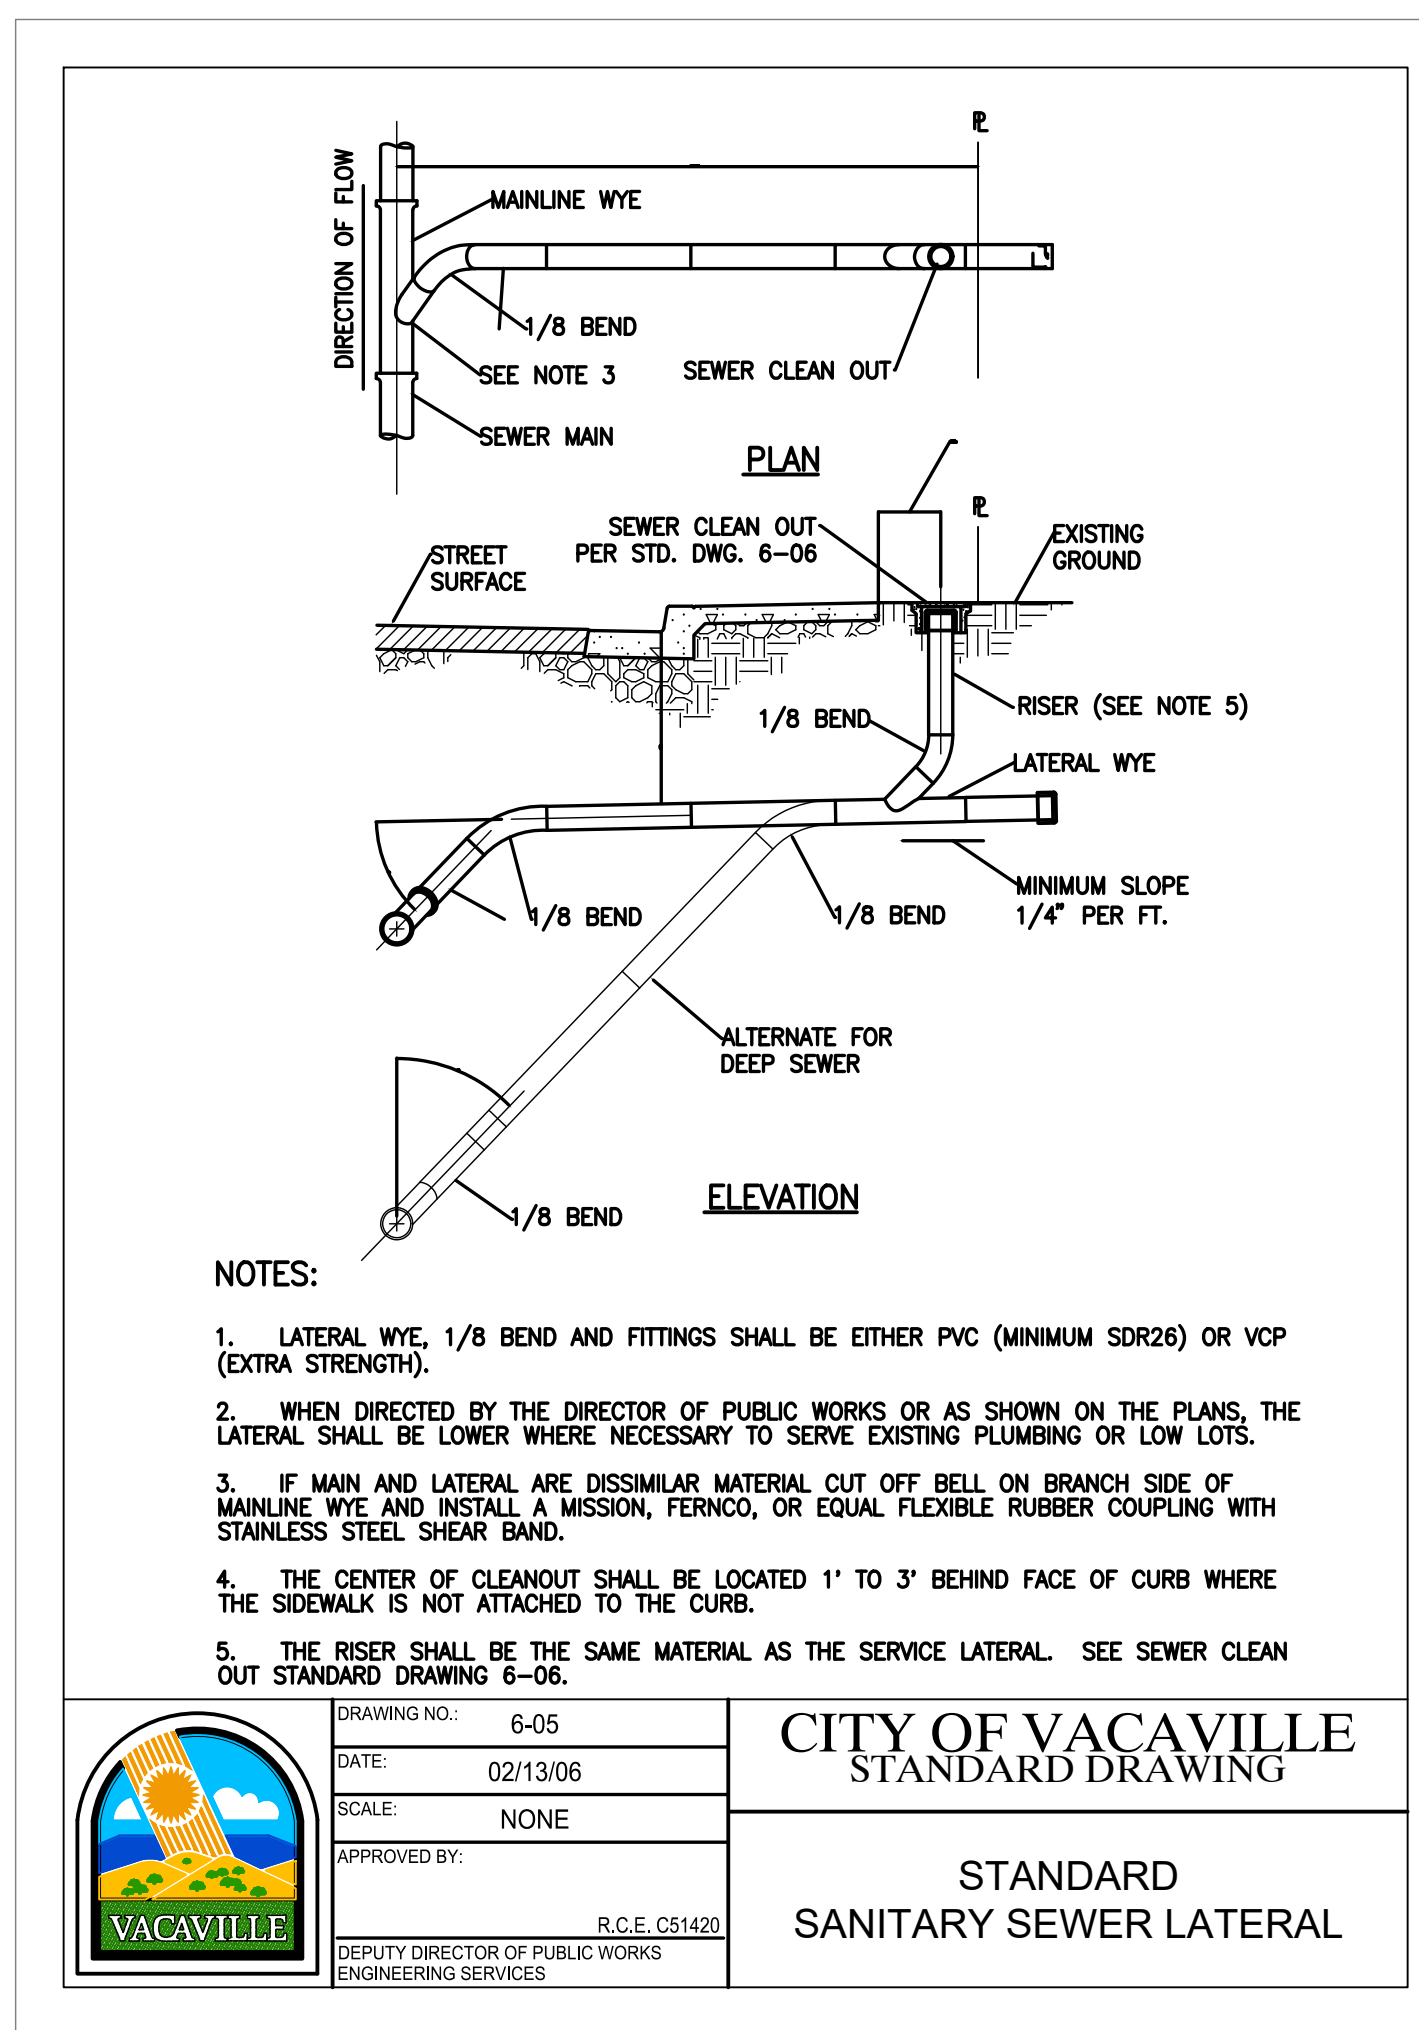 ℄
DIRECTION OF FLOW
MAINLINE WYE
1/8 BEND
SEE NOTE 3
SEWER CLEAN OUT
SEWER MAIN
PLAN
SEWER CLEAN OUT
PER STD. DWG. 6-06
EXISTING
GROUND
STREET
SURFACE
RISER (SEE NOTE 5)
1/8 BEND
LATERAL WYE
MINIMUM SLOPE
1/4" PER FT.
1/8 BEND
1/8 BEND
ALTERNATE FOR
DEEP SEWER
ELEVATION
1/8 BEND
NOTES:
1. LATERAL WYE, 1/8 BEND AND FITTINGS SHALL BE EITHER PVC (MINIMUM SDR26) OR VCP
(EXTRA STRENGTH).
2. WHEN DIRECTED BY THE DIRECTOR OF PUBLIC WORKS OR AS SHOWN ON THE PLANS, THE
LATERAL SHALL BE LOWER WHERE NECESSARY TO SERVE EXISTING PLUMBING OR LOW LOTS.
3. IF MAIN AND LATERAL ARE DISSIMILAR MATERIAL CUT OFF BELL ON BRANCH SIDE OF
MAINLINE WYE AND INSTALL A MISSION, FERNCO, OR EQUAL FLEXIBLE RUBBER COUPLING WITH
STAINLESS STEEL SHEAR BAND.
4. THE CENTER OF CLEANOUT SHALL BE LOCATED 1' TO 3' BEHIND FACE OF CURB WHERE
THE SIDEWALK IS NOT ATTACHED TO THE CURB.
5. THE RISER SHALL BE THE SAME MATERIAL AS THE SERVICE LATERAL. SEE SEWER CLEAN
OUT STANDARD DRAWING 6-06.
VACAVILLE
DRAWING NO.: 6-05
DATE: 02/13/06
SCALE: NONE
APPROVED BY:
R.C.E. C51420
DEPUTY DIRECTOR OF PUBLIC WORKS
ENGINEERING SERVICES
CITY OF VACAVILLE
STANDARD DRAWING
STANDARD
SANITARY SEWER LATERAL